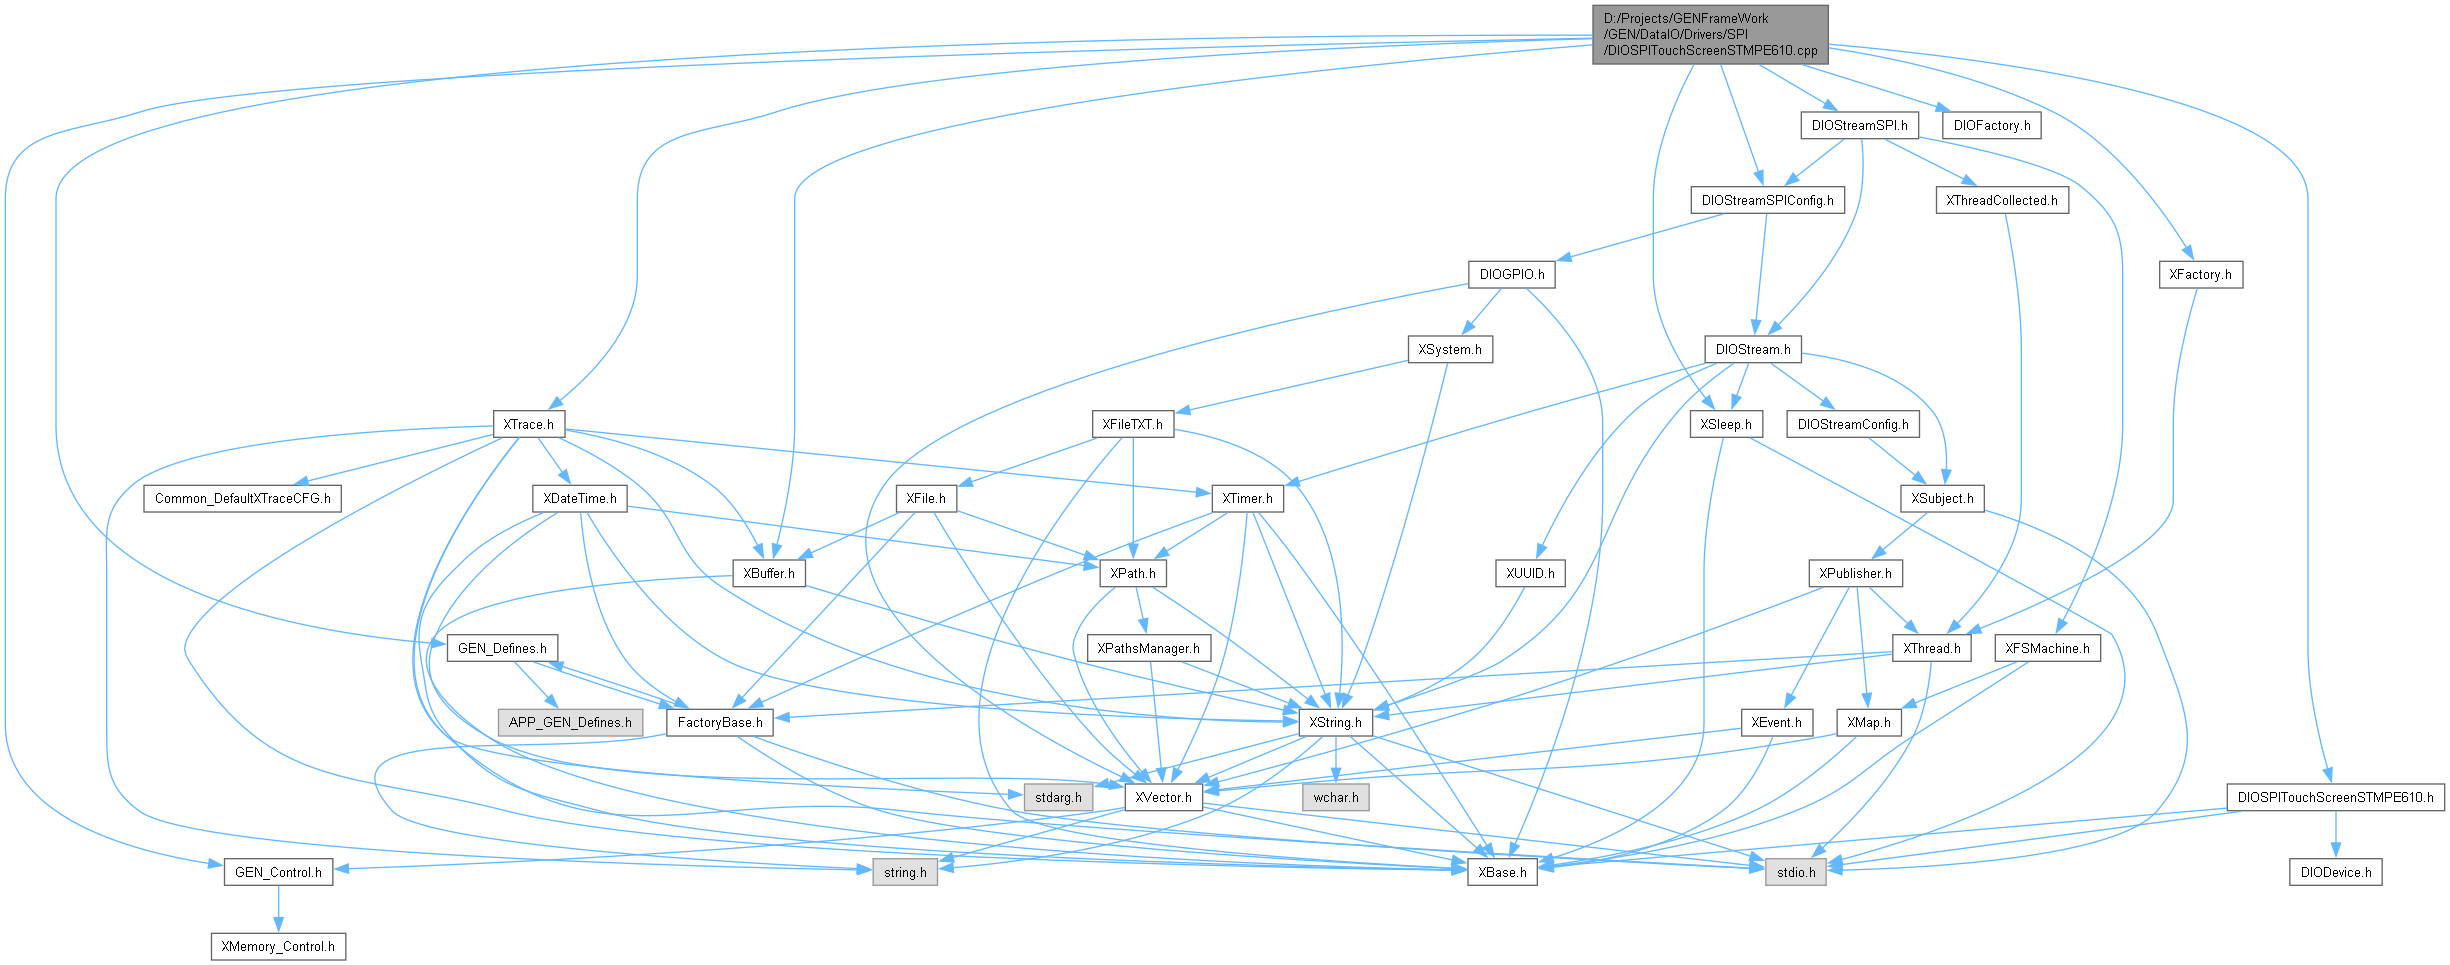 D:/Projects/GENFrameWork
/GEN/DataIO/Drivers/SPI
/DIOSPITouchScreenSTMPE610.cpp
DIOStreamSPI.h
DIOFactory.h
DIOStreamSPIConfig.h
XThreadCollected.h
DIOGPIO.h
XFactory.h
XSystem.h
DIOStream.h
XTrace.h
XFileTXT.h
XSleep.h
DIOStreamConfig.h
Common_DefaultXTraceCFG.h
XDateTime.h
XFile.h
XTimer.h
XSubject.h
XBuffer.h
XPath.h
XUUID.h
XPublisher.h
GEN_Defines.h
XPathsManager.h
XThread.h
XFSMachine.h
APP_GEN_Defines.h
FactoryBase.h
XString.h
XEvent.h
XMap.h
stdarg.h
XVector.h
wchar.h
DIOSPITouchScreenSTMPE610.h
GEN_Control.h
string.h
XBase.h
stdio.h
DIODevice.h
XMemory_Control.h